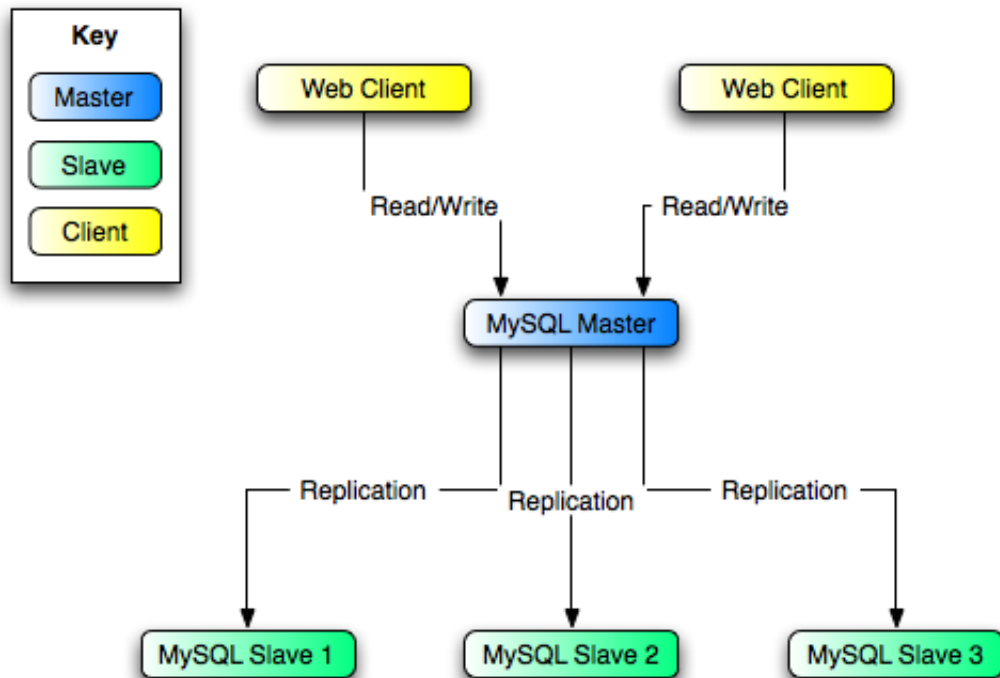 Key
Master
Slave
Client
Web Client
Web Client
Read/Write
Read/Write
MySQL Master
Replication
Replication
Replication
MySQL Slave 1
MySQL Slave 2
MySQL Slave 3